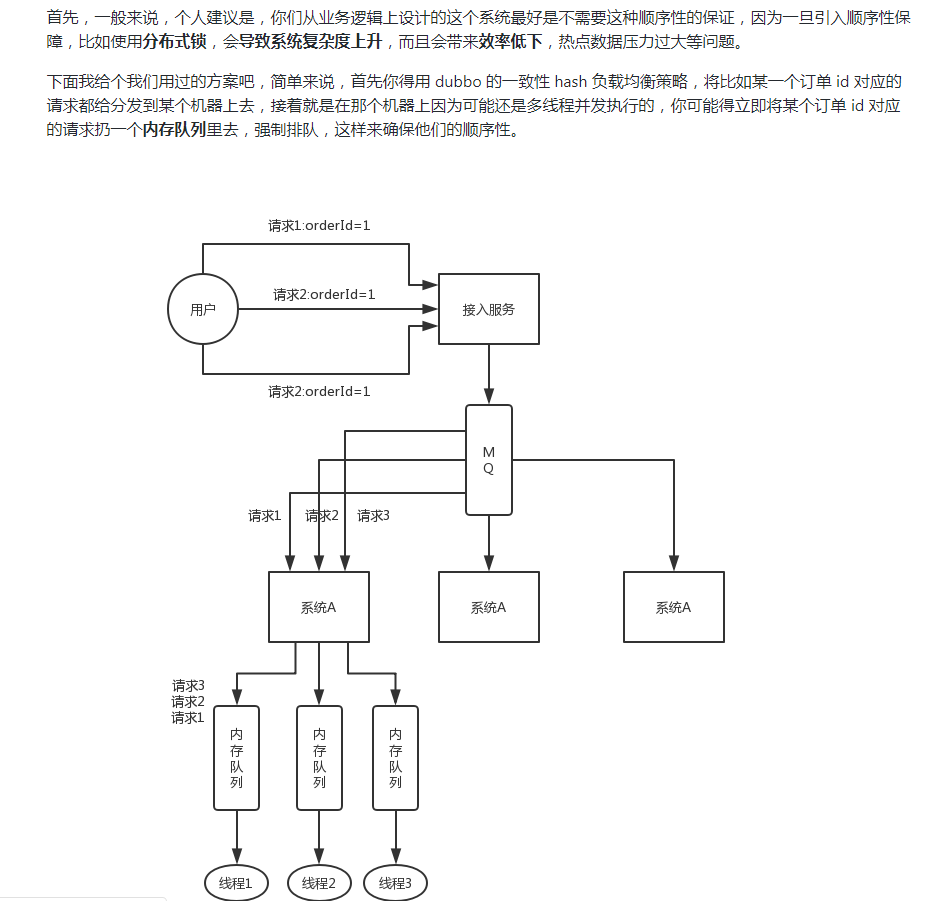 首先，一般来说，个人建议是，你们从业务逻辑上设计的这个系统最好是不需要这种顺序性的保证，因为一旦引入顺序性保
障，比如使用分布式锁，会导致系统复杂度上升，而且会带来效率低下，热点数据压力过大等问题。
下面我给个我们用过的方案吧，简单来说，首先你得用 dubbo 的一致性 hash 负载均衡策略，将比如某一个订单 id 对应的
请求都给分发到某个机器上去，接着就是在那个机器上因为可能还是多线程并发执行的，你可能得立即将某个订单 id 对应
的请求扔一个内存队列里去，强制排队，这样来确保他们的顺序性。
请求1:orderId=1
用户
请求2:orderId=1
接入服务
请求2:orderId=1
M
Q
请求1
请求2
请求3
系统A
系统A
系统A
请求3
请求2
请求1
内
存
队
列
内
存
队
列
内
存
队
列
线程1
线程2
线程3